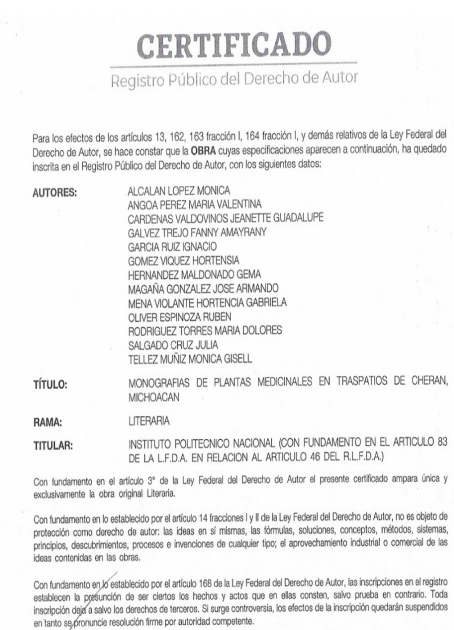 CERTIFICADO
Registro Público del Derecho de Autor
Para los efectos de los artículos 13, 162, 163 fracción I, 164 fracción I, y demás relativos de la Ley Federal del
Derecho de Autor, se hace constar que la OBRA cuyas especificaciones aparecen a continuación, ha quedado
inscrita en el Registro Público del Derecho de Autor, con los siguientes datos:
AUTORES: ALCALAN LOPEZ MONICA
ANGOA PEREZ MARIA VALENTINA
CARDENAS VALDOVINOS JEANETTE GUADALUPE
GALVEZ TREJO FANNY AMAYRANY
GARCIA RUIZ IGNACIO
GOMEZ VIQUEZ HORTENSIA
HERNANDEZ MALDONADO GEMA
MAGAÑA GONZALEZ JOSE ARMANDO
MENA VIOLANTE HORTENCIA GABRIELA
OLIVER ESPINOZA RUBEN
RODRIGUEZ TORRES MARIA DOLORES
SALGADO CRUZ JULIA
TELLEZ MUÑIZ MONICA GISELL
TÍTULO: MONOGRAFIAS DE PLANTAS MEDICINALES EN TRASPATIOS DE CHERAN,
MICHOACAN
RAMA: LITERARIA
TITULAR: INSTITUTO POLITECNICO NACIONAL (CON FUNDAMENTO EN EL ARTICULO 83
DE LA L.F.D.A. EN RELACION AL ARTICULO 46 DEL R.L.F.D.A.)
Con fundamento en el artículo 3° de la Ley Federal del Derecho de Autor el presente certificado ampara única y
exclusivamente la obra original Literaria.
Con fundamento en lo establecido por el artículo 14 fracciones I y II de la Ley Federal del Derecho de Autor, no es objeto de
protección como derecho de autor: las ideas en sí mismas, las fórmulas, soluciones, conceptos, métodos, sistemas,
principios, descubrimientos, procesos e invenciones de cualquier tipo; el aprovechamiento industrial o comercial de las
ideas contenidas en las obras.
Con fundamento en lo establecido por el artículo 168 de la Ley Federal del Derecho de Autor, las inscripciones en el registro
establecen la presunción de ser ciertos los hechos y actos que en ellas consten, salvo prueba en contrario. Toda
inscripción deja a salvo los derechos de terceros. Si surge controversia, los efectos de la inscripción quedarán suspendidos
en tanto se pronuncie resolución firme por autoridad competente.